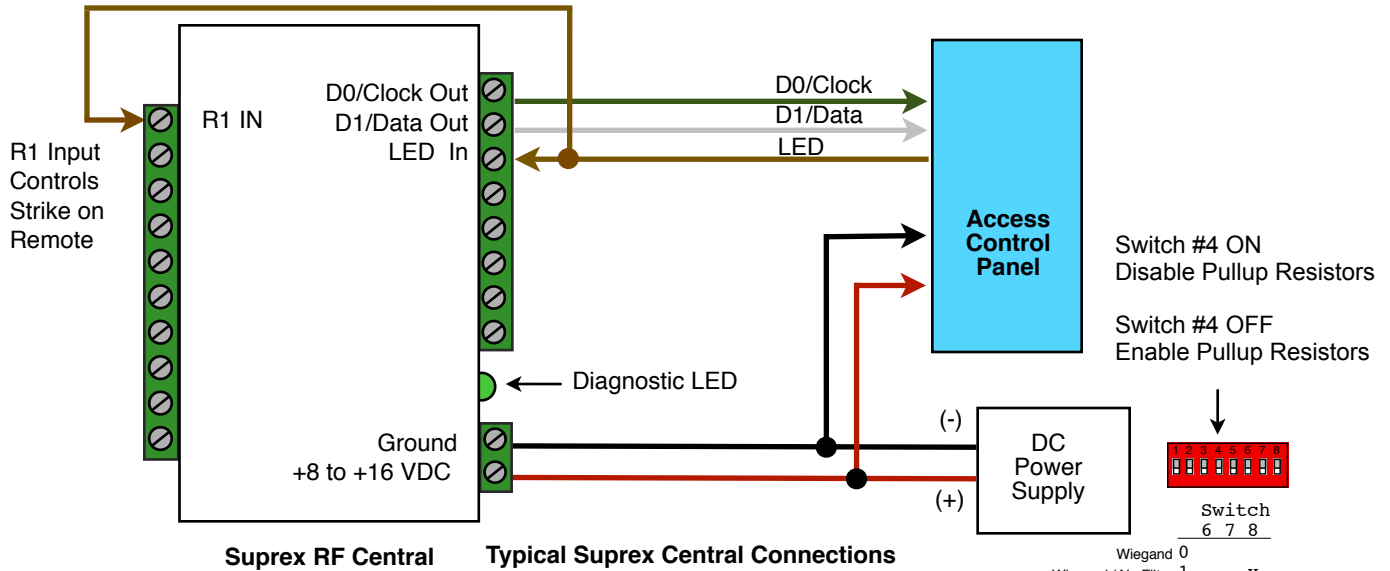 D0/Clock Out
D1/Data Out
LED In
R1 IN
R1 Input
Controls
Strike on
Remote
D0/Clock
D1/Data
LED
Access
Control
Panel
Switch #4 ON
Disable Pullup Resistors
Switch #4 OFF
Enable Pullup Resistors
Diagnostic LED
Ground
+8 to +16 VDC
(-)
(+)
DC
Power
Supply
1 2 3 4 5 6 7 8
Switch
6 7 8
Suprex RF Central
Typical Suprex Central Connections
Wiegand 0
1